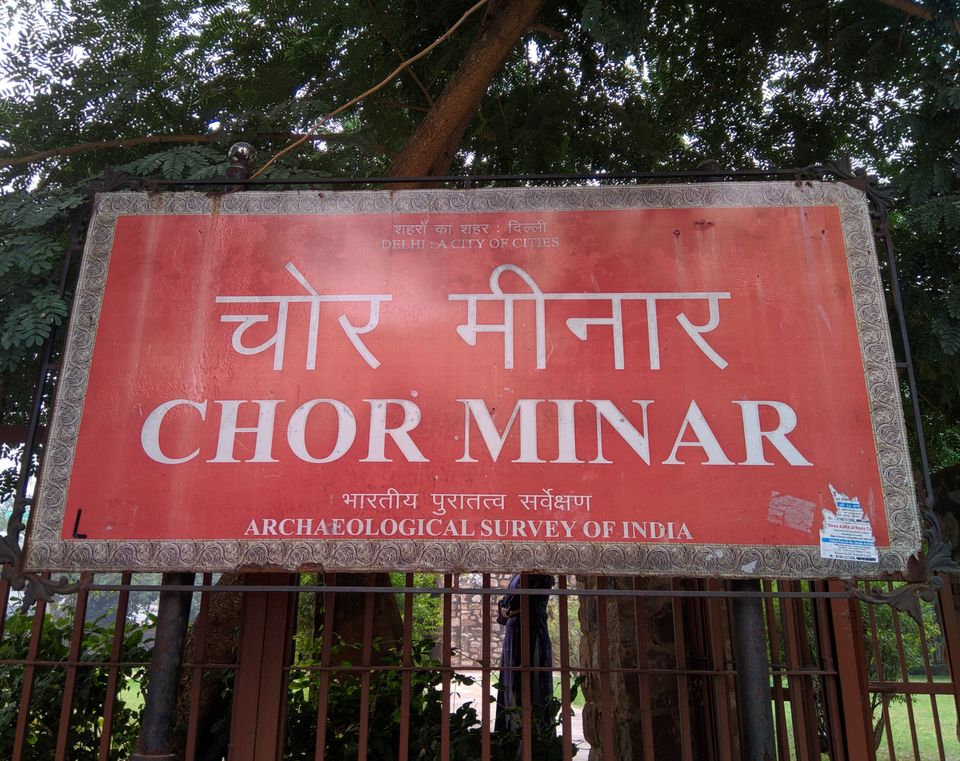 शहरों का शहर : दिल्ली
DELHI : A CITY OF CITIES
चोर मीनार
CHOR MINAR
भारतीय पुरातत्व सर्वेक्षण
ARCHAEOLOGICAL SURVEY OF INDIA
L